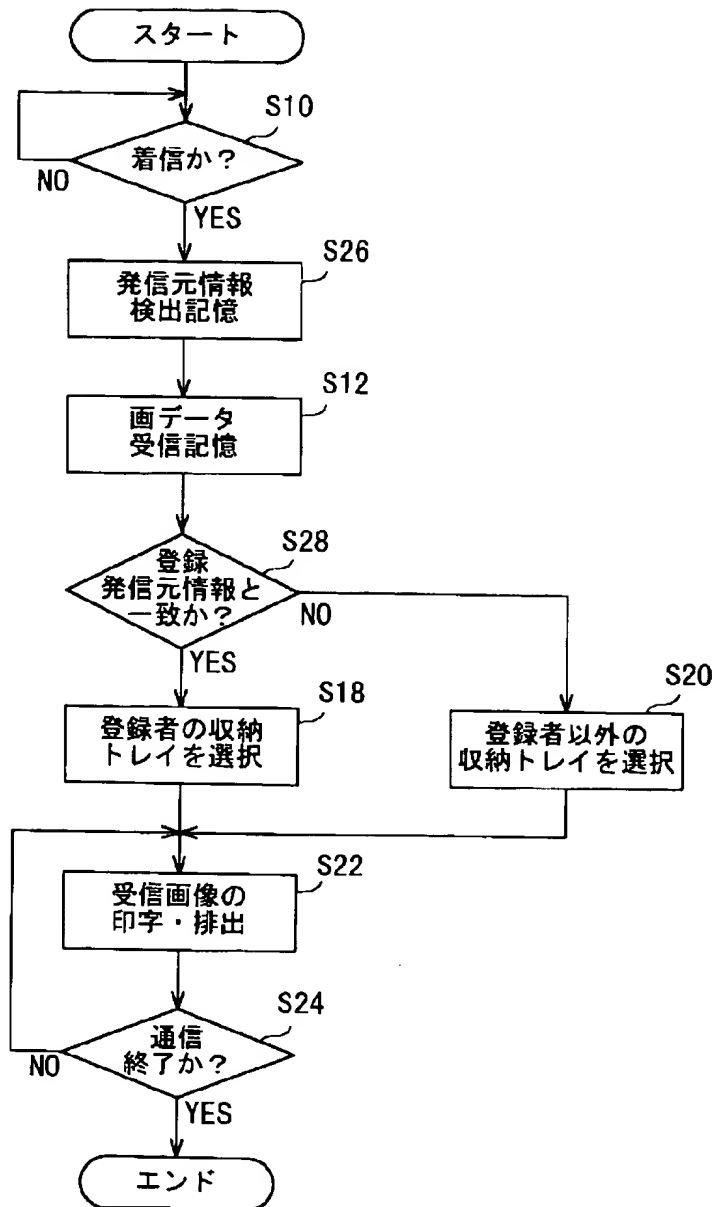 スタート
S10
着信か?
NO
YES
S26
発信元情報
検出記憶
S12
画データ
受信記憶
S28
登録
発信元情報と
一致か?
NO
YES
S18
登録者の収納
トレイを選択
S20
登録者以外の
収納トレイを選択
S22
受信画像の
印字・排出
S24
通信
終了か?
NO
YES
エンド